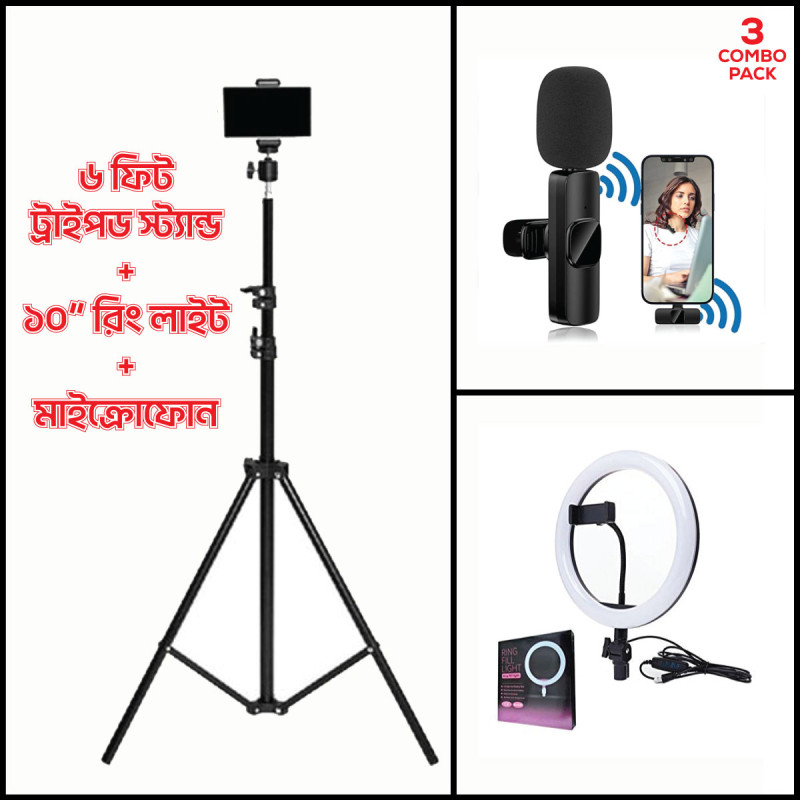 ৬ ফিট
ট্রাইপড স্ট্যান্ড
+
১০” রিং লাইট
+
মাইক্রোফোন
3
COMBO
PACK
RING
FILL
LIGHT